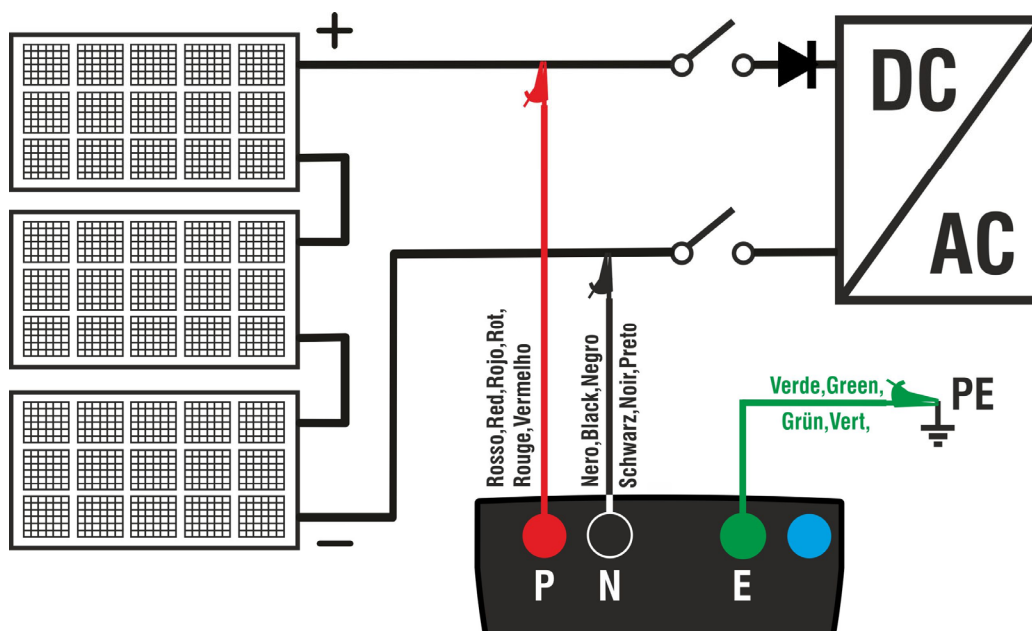 +
DC
AC
Rosso,Red,Rojo,Rot,
Rouge,Vermelho
Nero,Black,Negro
Schwarz,Noir,Preto
Verde,Green,
Grün,Vert,
PE
−
P
N
E